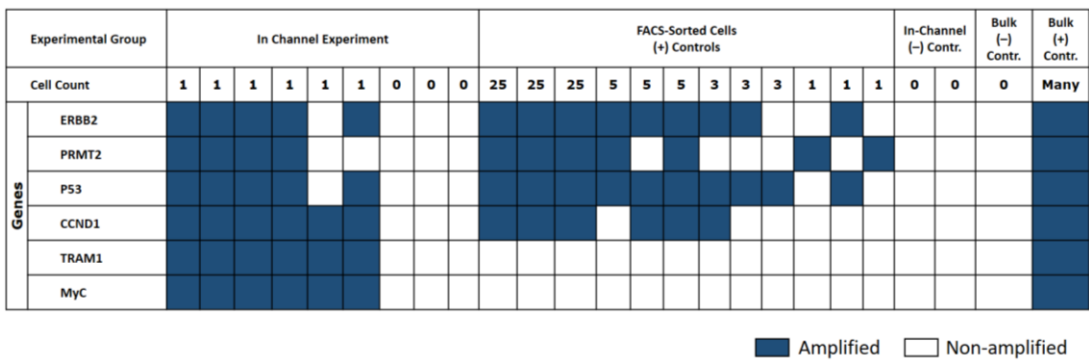 Experimental Group In Channel Experiment FACS-Sorted Cells (+) Controls In-Channel (–) Contr. Bulk (–) Contr. Bulk (+) Contr.
Cell Count 1 1 1 1 1 1 0 0 0 25 25 25 5 5 5 3 3 3 1 1 1 0 0 0 Many
Genes
ERBB2
PRMT2
P53
CCND1
TRAM1
MyC
Amplified Non-amplified